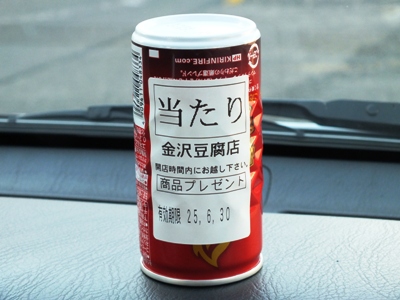 KIRINFIRE.com
当たり
金沢豆腐店
開店時間内にお越し下さい。
商品プレゼント
有効期限 25,6,30